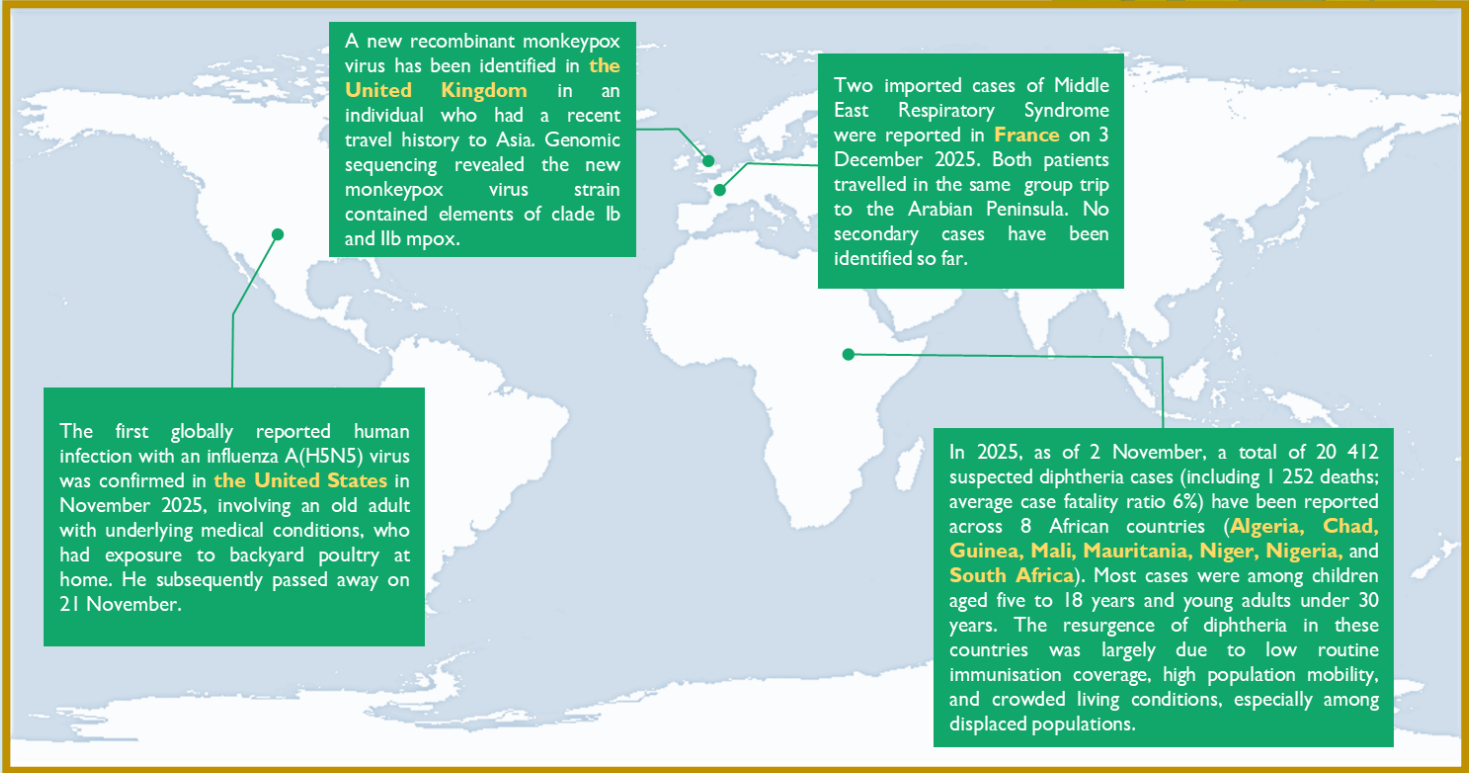 A new recombinant monkeypox
virus has been identified in the
United Kingdom in an
individual who had a recent
travel history to Asia. Genomic
sequencing revealed the new
monkeypox virus strain
contained elements of clade Ib
and IIb mpox.
Two imported cases of Middle
East Respiratory Syndrome
were reported in France on 3
December 2025. Both patients
travelled in the same group trip
to the Arabian Peninsula. No
secondary cases have been
identified so far.
The first globally reported human
infection with an influenza A(H5N5) virus
was confirmed in the United States in
November 2025, involving an old adult
with underlying medical conditions, who
had exposure to backyard poultry at
home. He subsequently passed away on
21 November.
In 2025, as of 2 November, a total of 20 412
suspected diphtheria cases (including 1 252 deaths;
average case fatality ratio 6%) have been reported
across 8 African countries (Algeria, Chad,
Guinea, Mali, Mauritania, Niger, Nigeria, and
South Africa). Most cases were among children
aged five to 18 years and young adults under 30
years. The resurgence of diphtheria in these
countries was largely due to low routine
immunisation coverage, high population mobility,
and crowded living conditions, especially among
displaced populations.